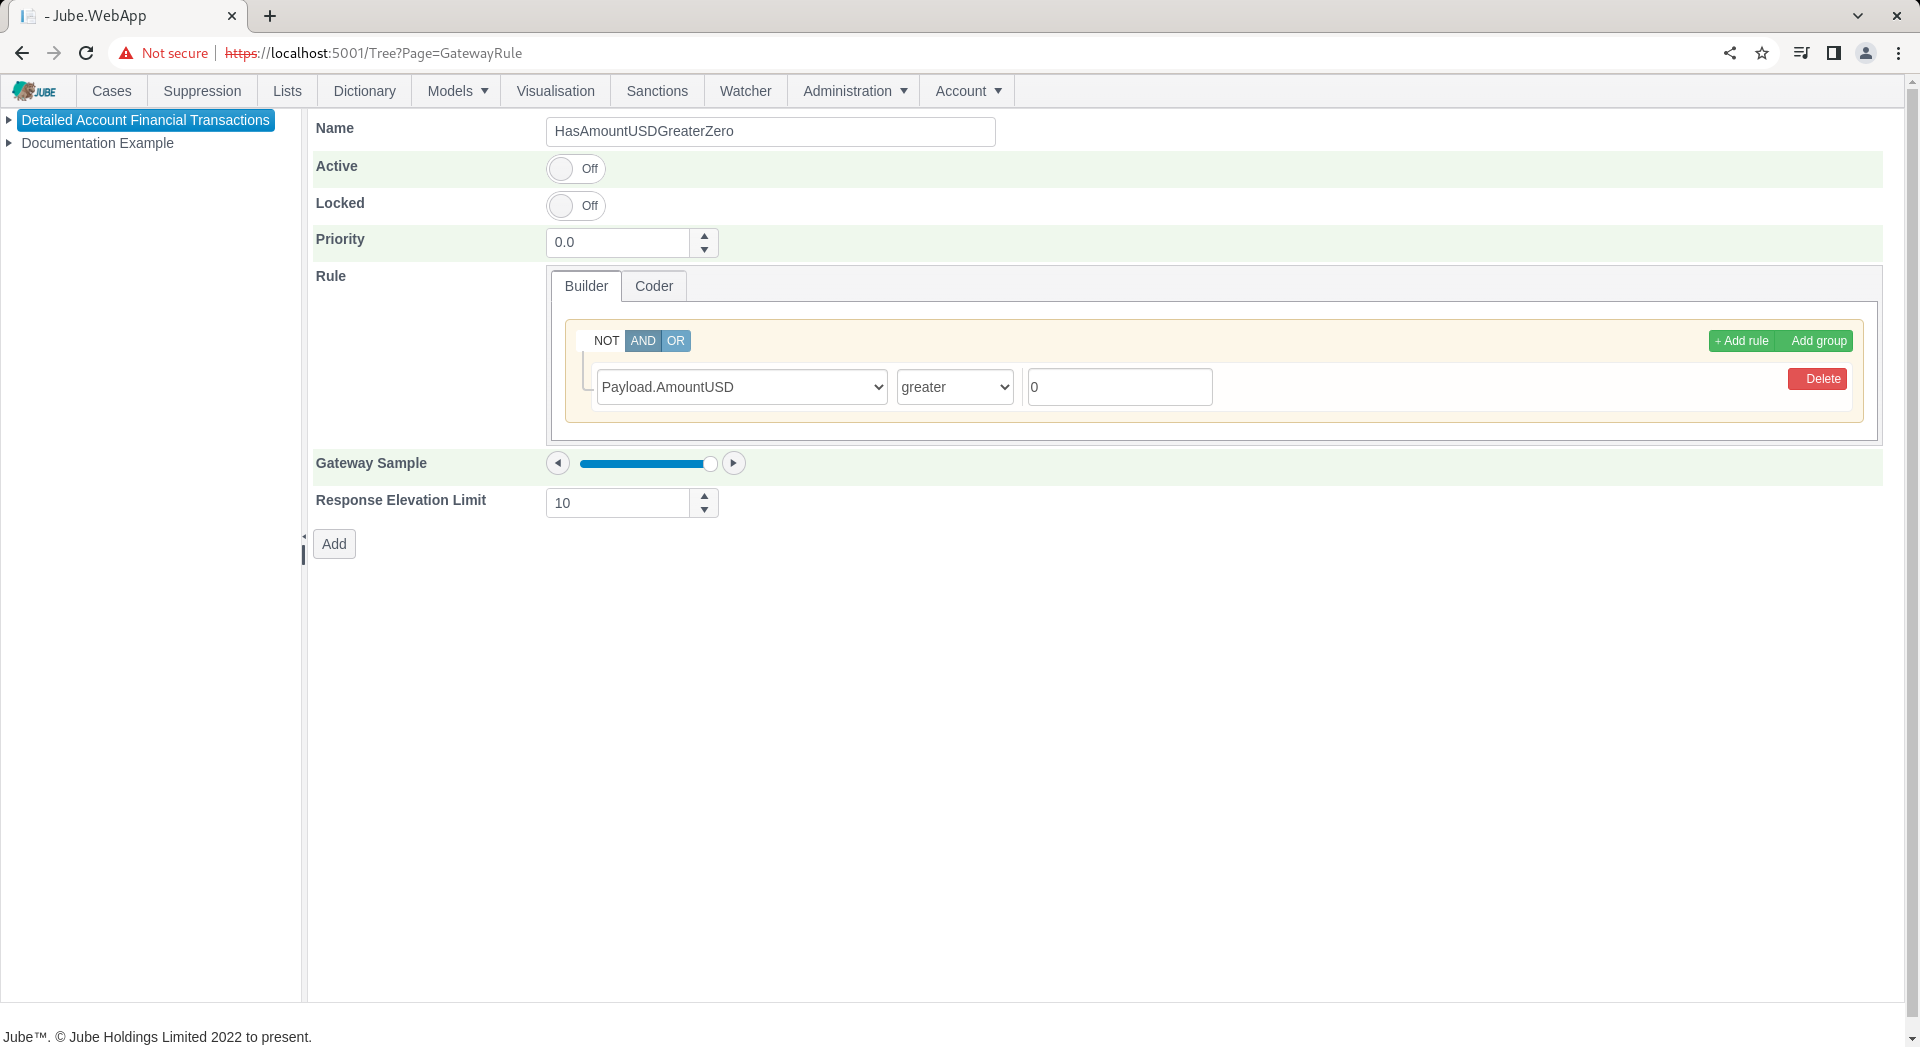 - Jube.WebApp
Not secure https://localhost:5001/Tree?Page=GatewayRule
JUBE Cases Suppression Lists Dictionary Models Visualisation Sanctions Watcher Administration Account
Detailed Account Financial Transactions
Documentation Example
Name HasAmountUSDGreaterZero
Active Off
Locked Off
Priority 0.0
Rule Builder Coder
NOT AND OR + Add rule Add group
Payload.AmountUSD greater 0 Delete
Gateway Sample
Response Elevation Limit 10
Add
Jube™. © Jube Holdings Limited 2022 to present.